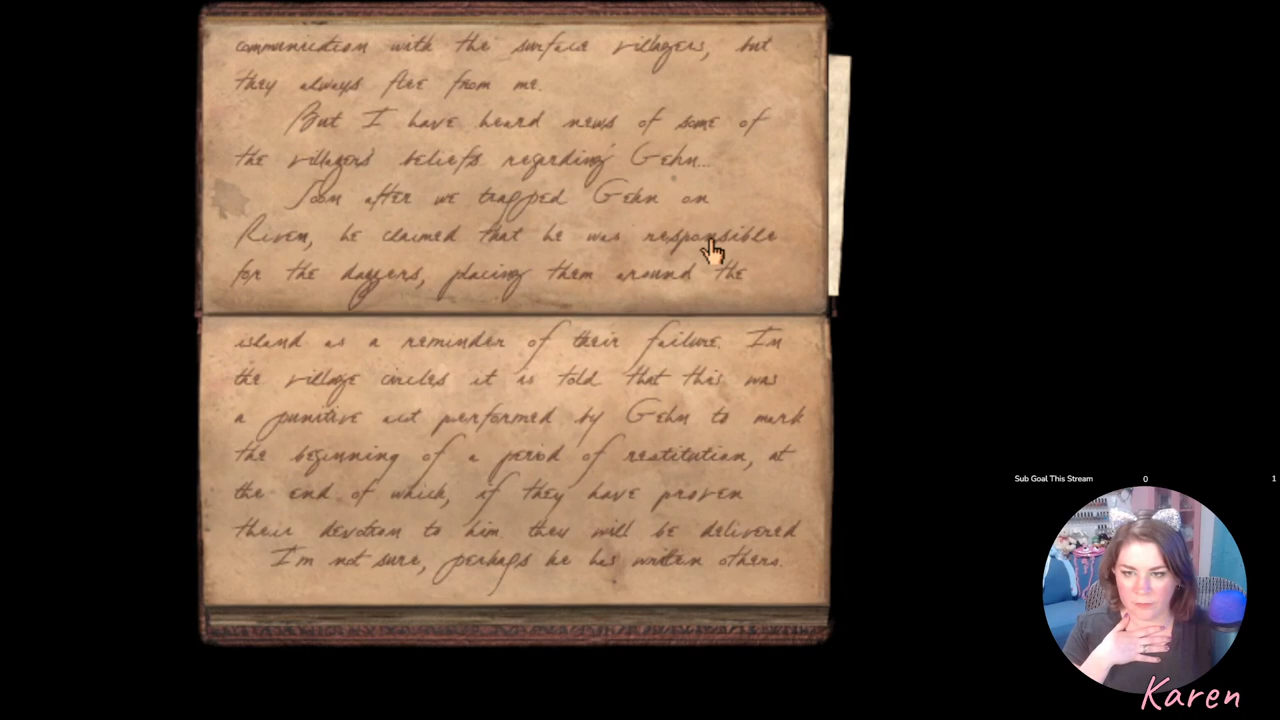 communication with the surface villagers, but
they always flee from me.
But I have heard news of some of
the villagers' beliefs regarding Gehn...
Soon after we trapped Gehn on
Riven, he claimed that he was responsible
for the daggers, placing them around the
island as a reminder of their failure. In
the village circles it is told that this was
a punitive act performed by Gehn to mark
the beginning of a period of restitution, at
the end of which, if they have proven
their devotion to him they will be delivered
I'm not sure, perhaps he has written others.
Sub Goal This Stream 0 1
Karen